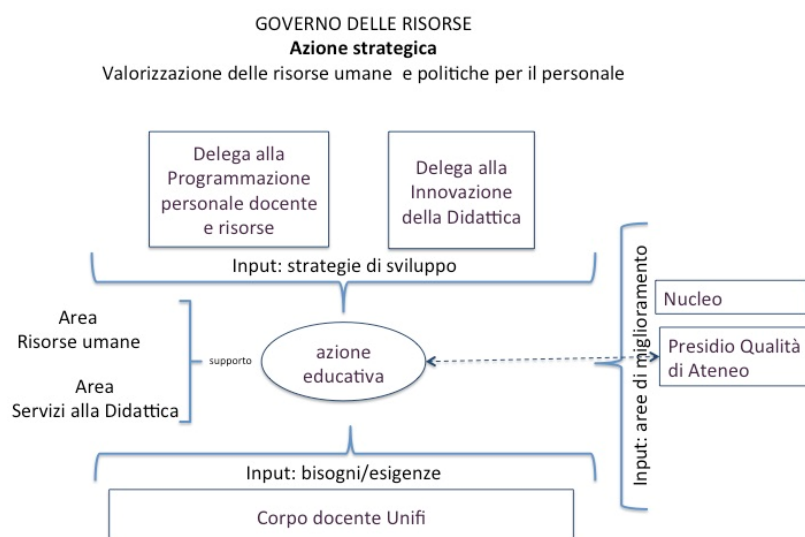 GOVERNO DELLE RISORSE
Azione strategica
Valorizzazione delle risorse umane e politiche per il personale
Delega alla
Programmazione
personale docente
e risorse
Delega alla
Innovazione
della Didattica
Input: strategie di sviluppo
Area
Risorse umane
Area
Servizi alla Didattica
supporto
azione
educativa
Input: aree di miglioramento
Nucleo
Presidio Qualità
di Ateneo
Input: bisogni/esigenze
Corpo docente Unifi